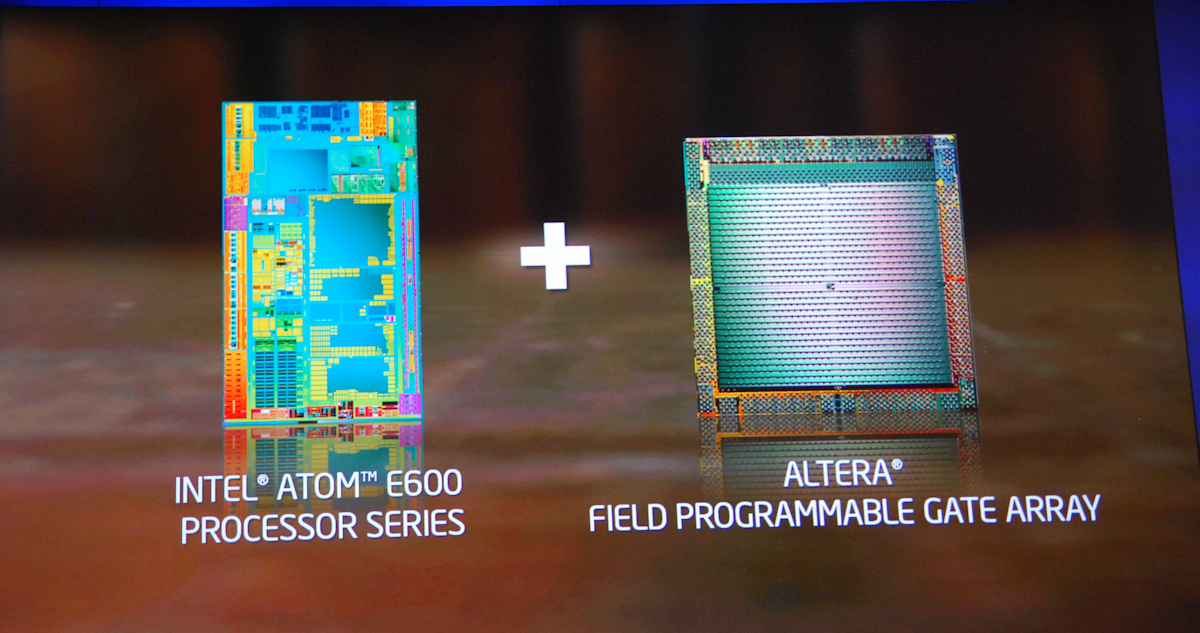 INTEL® ATOM™ E600
PROCESSOR SERIES
ALTERA®
FIELD PROGRAMMABLE GATE ARRAY